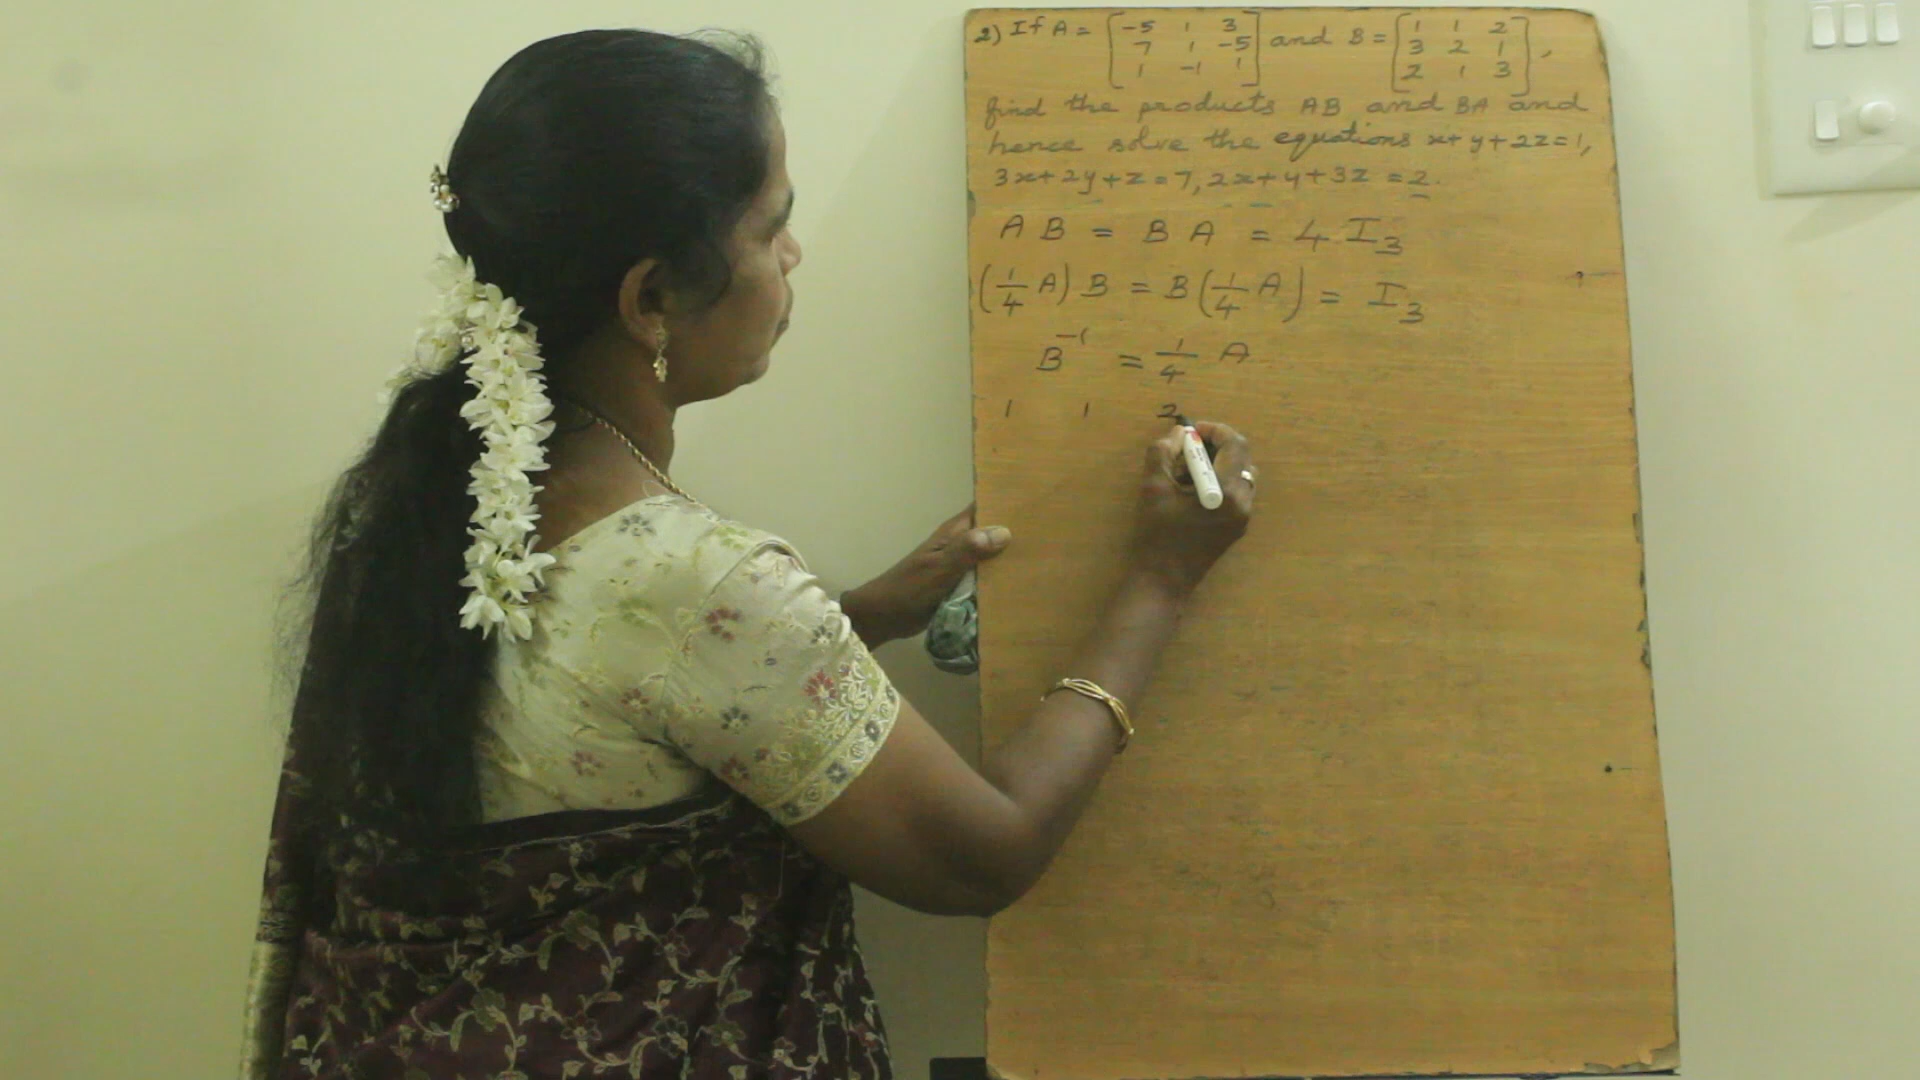 2) If A = [ -5 1 3 ] and B = [ 1 1 2 ],
7 1 -5 3 2 1
1 -1 1 2 1 3
find the products AB and BA and
hence solve the equations x+y+2z=1,
3x+2y+z=7, 2x+y+3z=2.
AB = BA = 4 I₃
(1/4 A) B = B (1/4 A) = I₃
B⁻¹ = 1/4 A
1 1 2